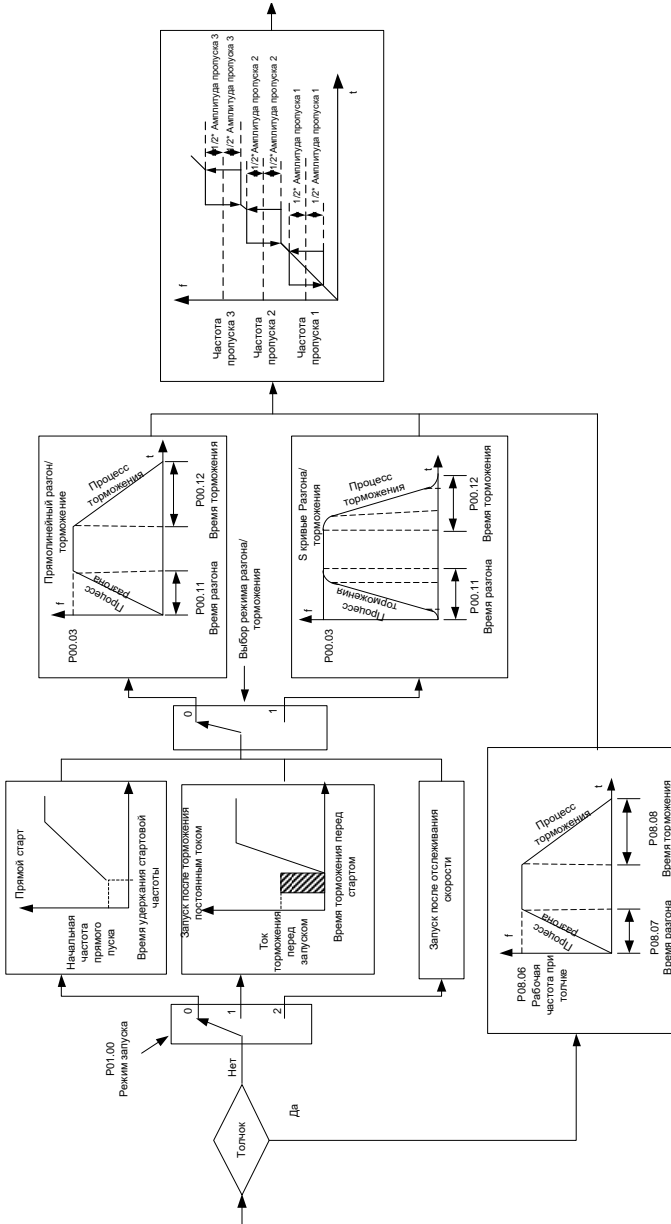 Толчок
Нет
Да
P01.00
Режим запуска
0
1
2
Прямой старт
Начальная
частота
прямого
пуска
Время удержания стартовой
частоты
Запуск после торможения
постоянным током
Ток
торможения
перед
запуском
Время торможения перед
стартом
Запуск после отслеживания
скорости
0
1
Выбор режима разгона/
торможения
Прямолинейный разгон/
торможение
f
P00.03
Процесс
разгона
Процесс
торможения
t
P00.11
Время разгона
P00.12
Время торможения
S кривые Разгона/
торможения
f
P00.03
Процесс
торможения
Процесс
торможения
t
P00.11
Время разгона
P00.12
Время торможения
f
P08.06
Рабочая
частота при
толчке
Процесс
разгона
Процесс
торможения
t
P08.07
Время разгона
P08.08
Время торможения
f
Частота
пропуска 3
Частота
пропуска 2
Частота
пропуска 1
1/2* Амплитуда пропуска 3
1/2* Амплитуда пропуска 3
1/2*Амплитуда пропуска 2
1/2*Амплитуда пропуска 2
1/2* Амплитуда пропуска 1
1/2* Амплитуда пропуска 1
t